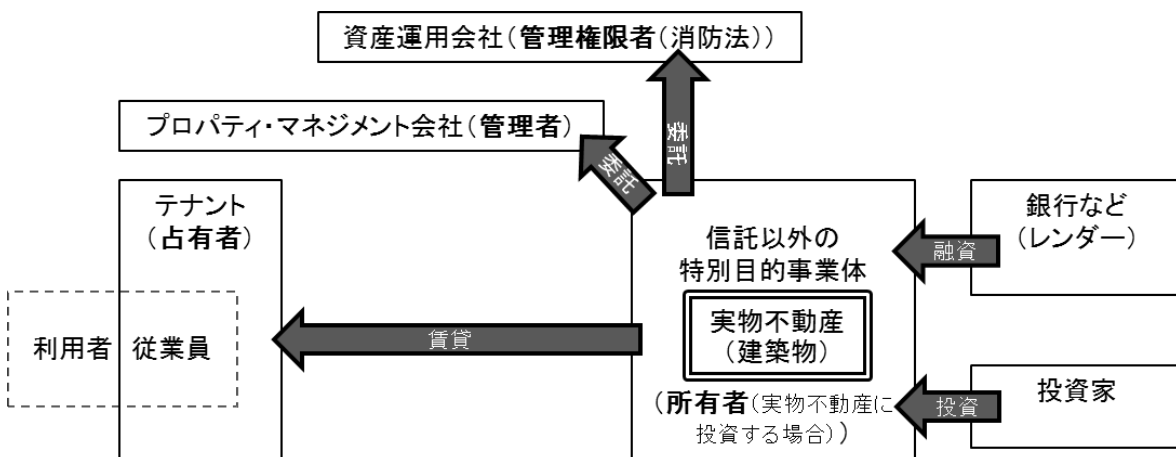 資産運用会社(管理権限者(消防法))
プロパティ・マネジメント会社(管理者)
委託
委託
テナント
(占有者)
利用者
従業員
賃貸
信託以外の
特別目的事業体
実物不動産
(建築物)
(所有者(実物不動産に
投資する場合))
融資
銀行など
(レンダー)
投資
投資家